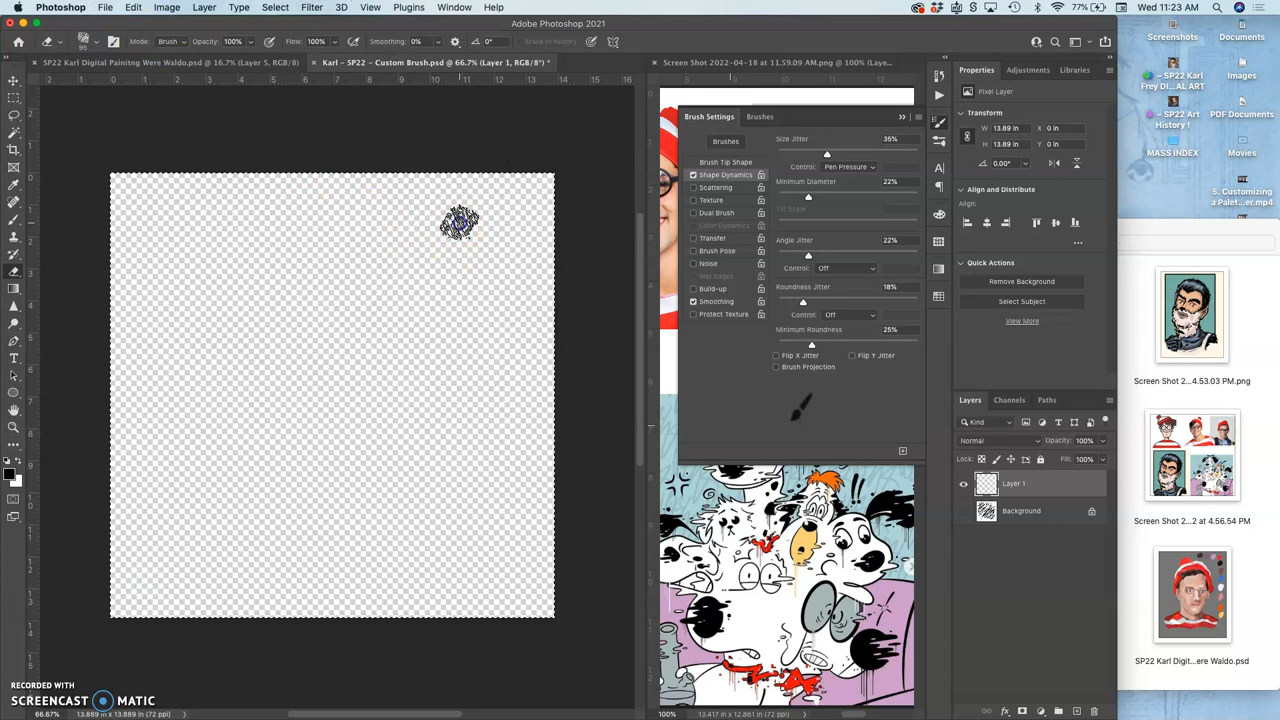 Photoshop File Edit Image Layer Type Select Filter 3D View Plugins Window Help Wed 11:23 AM
Adobe Photoshop 2021
95 Mode: Brush Opacity: 100% Flow: 100% Smoothing: 0% 0° Erase to History
SP22 Karl Digital Painitng Were Waldo.psd @ 16.7% (Layer 5, RGB/8) Karl ~ SP22 ~ Custom Brush.psd @ 66.7% (Layer 1, RGB/8*) * Screen Shot 2022-04-18 at 11.59.09 AM.png @ 100% (Laye...
Brush Settings Brushes
Brushes
Brush Tip Shape
Shape Dynamics
Scattering
Texture
Dual Brush
Color Dynamics
Transfer
Brush Pose
Noise
Wet Edges
Build-up
Smoothing
Protect Texture
Size Jitter 35%
Control: Pen Pressure
Minimum Diameter 22%
Tilt Scale
Angle Jitter 22%
Control: Off
Roundness Jitter 18%
Control: Off
Minimum Roundness 25%
Flip X Jitter Flip Y Jitter
Brush Projection
Properties Adjustments Libraries
Pixel Layer
Transform
W 13.89 in X 0 in
H 13.89 in Y 0 in
0.00°
Align and Distribute
Align:
Quick Actions
Remove Background
Select Subject
View More
Layers Channels Paths
Kind
Normal Opacity: 100%
Lock: Fill: 100%
Layer 1
Background
Screenshots Documents
~ SP22 Karl
Frey DI...AL ART
Images
~ SP22 Art
History !
PDF Documents
MASS INDEX Movies
5. Customizing
a Palet...er.mp4
Screen Shot 2...4.53.03 PM.png
Screen Shot 2...2 at 4.56.54 PM
SP22 Karl Digit...ere Waldo.psd
RECORDED WITH
SCREENCAST MATIC
66.67% 13.889 in x 13.889 in (72 ppi) 100% 13.417 in x 12.861 in (72 ppi)